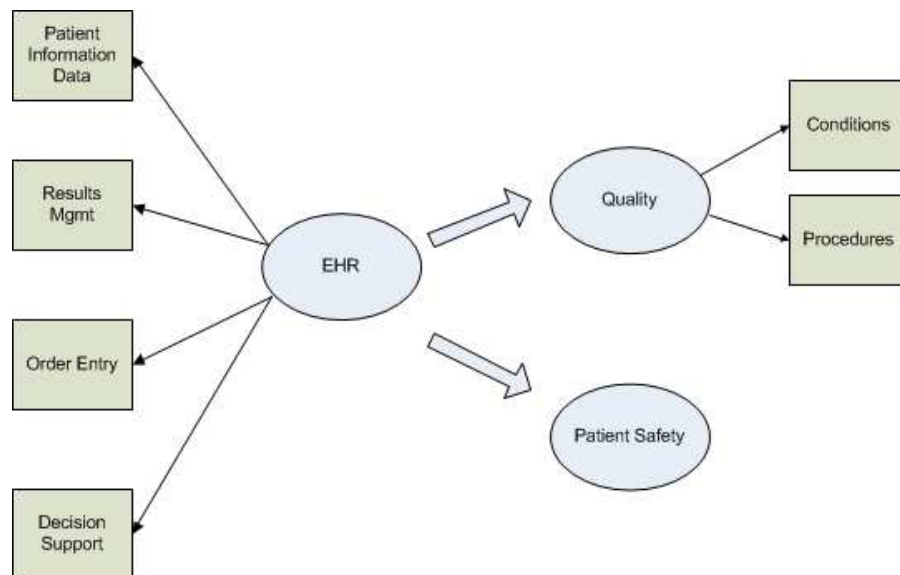 Patient
Information
Data
Results
Mgmt
Order Entry
Decision
Support
EHR
Quality
Patient Safety
Conditions
Procedures